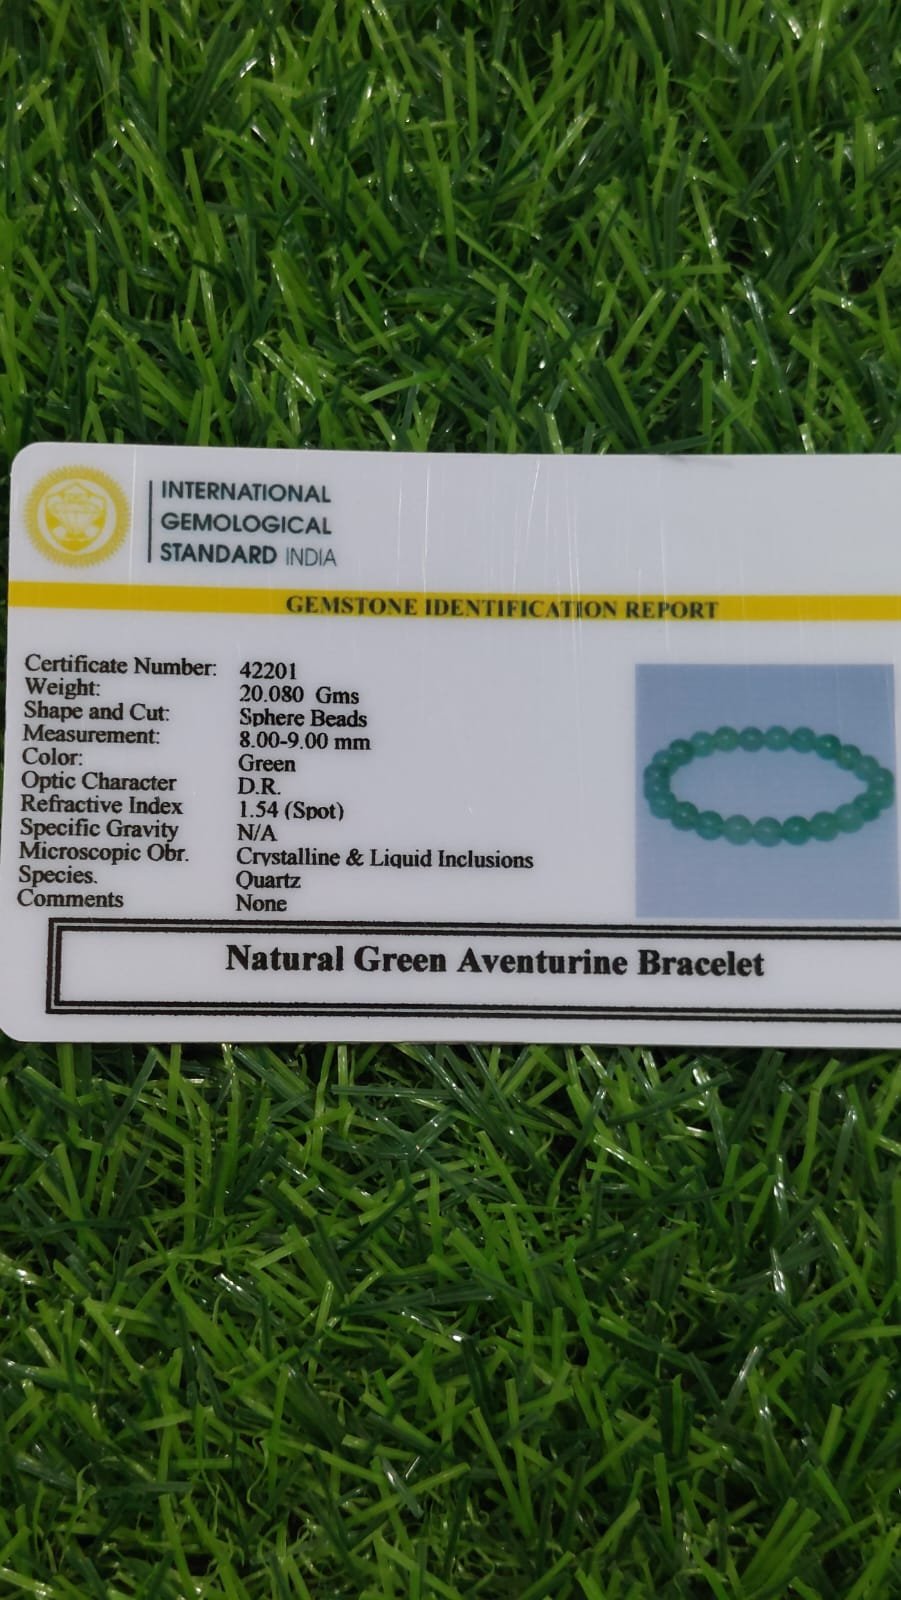 INTERNATIONAL
GEMOLOGICAL
STANDARD INDIA
GEMSTONE IDENTIFICATION REPORT
Certificate Number: 42201
Weight: 20.080 Gms
Shape and Cut: Sphere Beads
Measurement: 8.00-9.00 mm
Color: Green
Optic Character D.R.
Refractive Index 1.54 (Spot)
Specific Gravity N/A
Microscopic Obr. Crystalline & Liquid Inclusions
Species. Quartz
Comments None
Natural Green Aventurine Bracelet